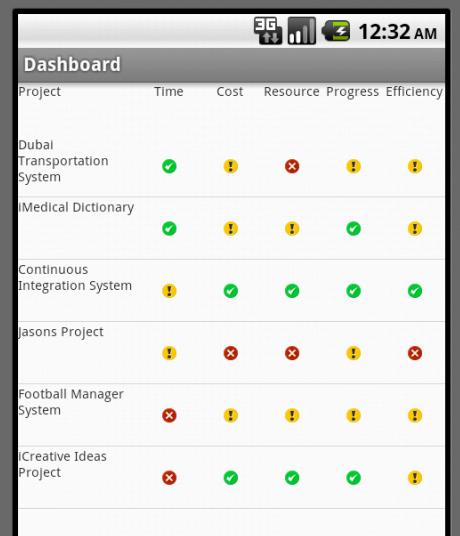 3G 12:32 AM
Dashboard
Project Time Cost Resource Progress Efficiency
Dubai
Transportation
System
iMedical Dictionary
Continuous
Integration System
Jasons Project
Football Manager
System
iCreative Ideas
Project